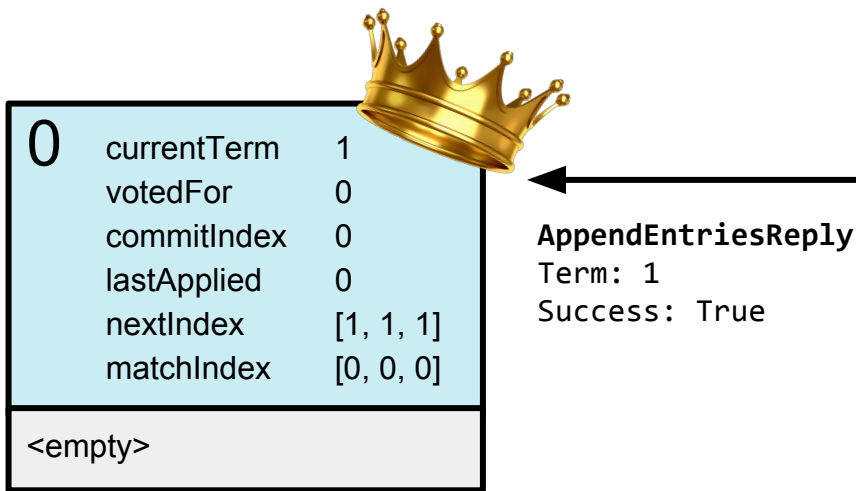 0
currentTerm 1
votedFor 0
commitIndex 0
lastApplied 0
nextIndex [1, 1, 1]
matchIndex [0, 0, 0]
<empty>
AppendEntriesReply
Term: 1
Success: True